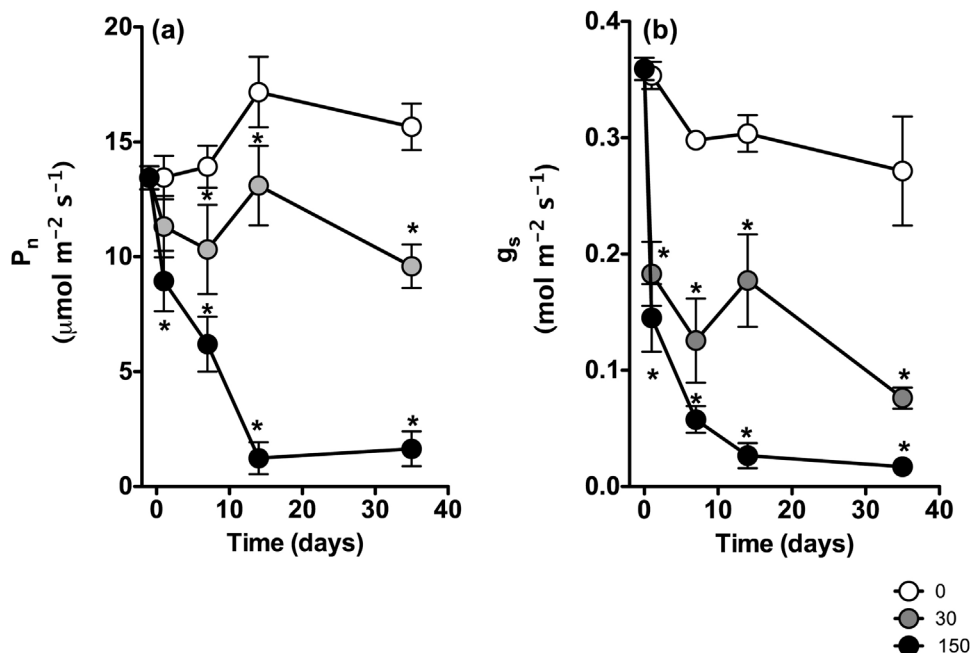 (a)
20
15
10
5
0
Pn
(μmol m−2 s−1)
* * * * * * *
0 10 20 30 40
Time (days)
(b)
0.4
0.3
0.2
0.1
0.0
gs
(mol m−2 s−1)
* * * * * * * *
0 10 20 30 40
Time (days)
0
30
150